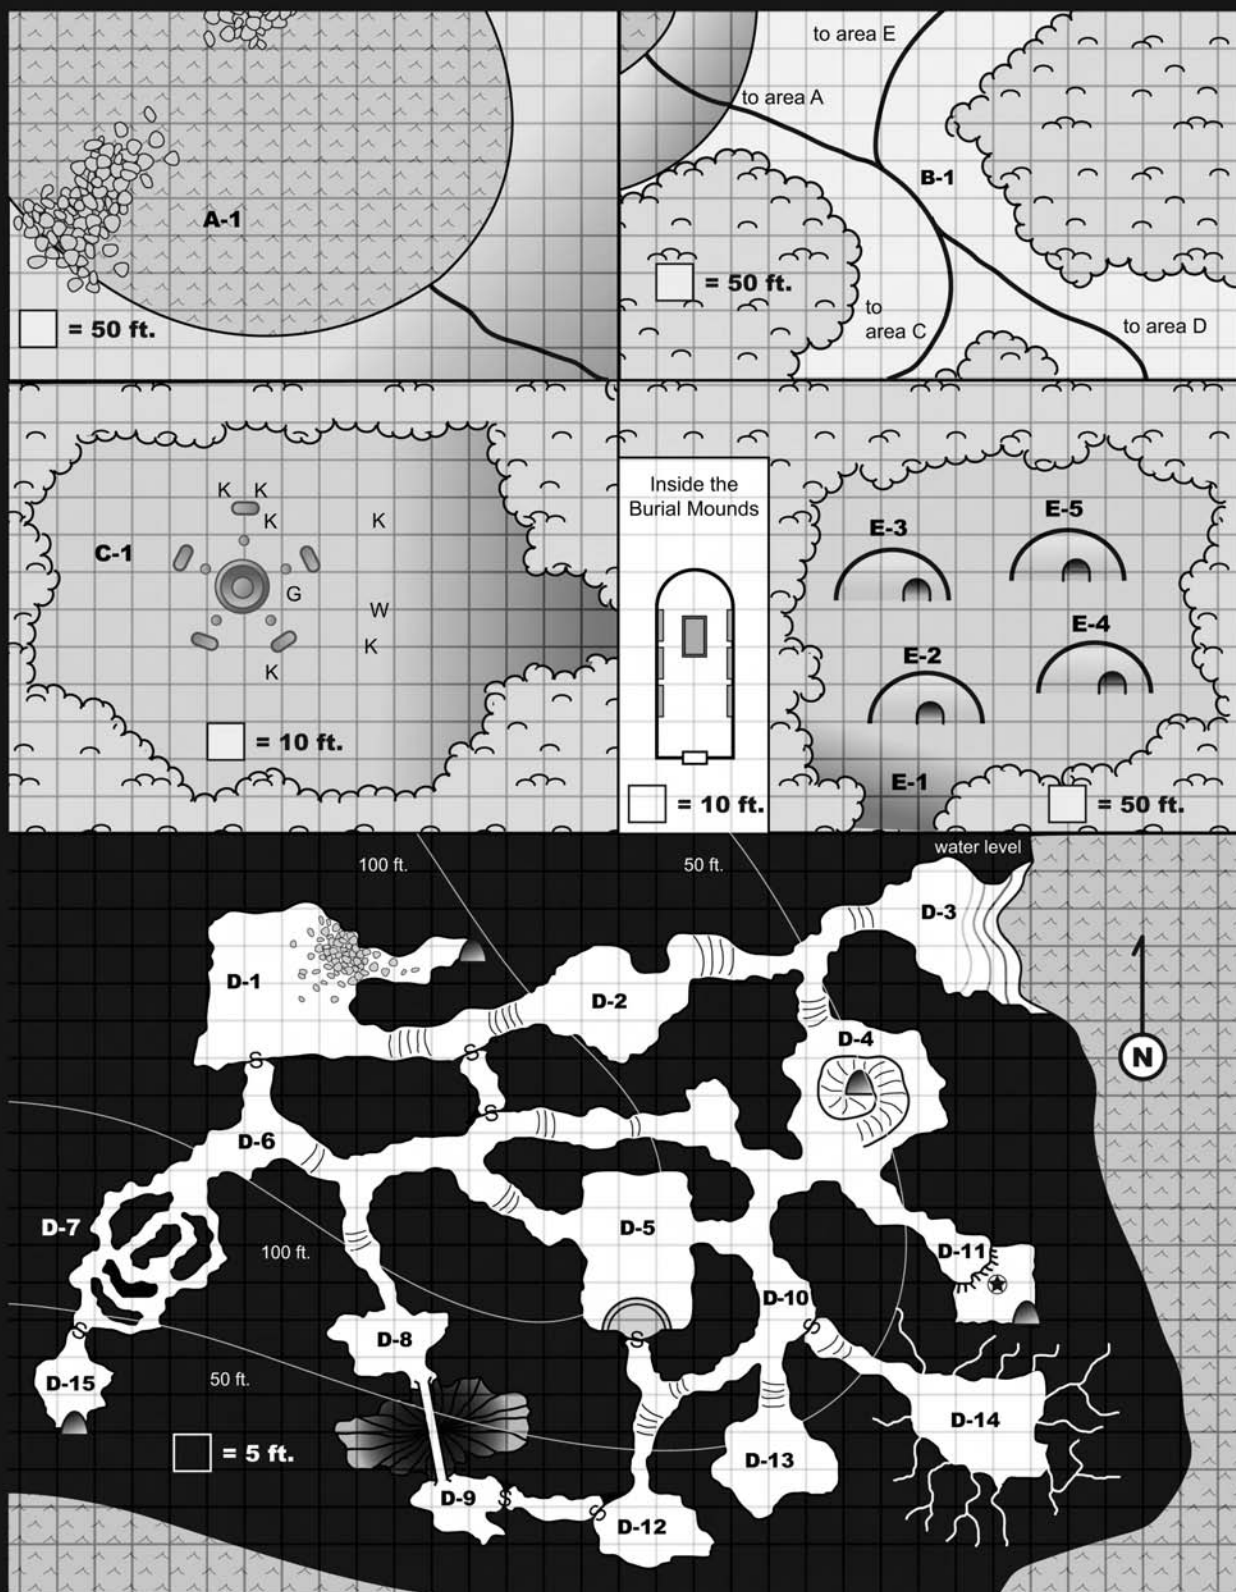 A-1
= 50 ft.
to area E
to area A
B-1
= 50 ft.
to
area C
to area D
K K
K
K
C-1
G
W
K
K
= 10 ft.
Inside the
Burial Mounds
= 10 ft.
E-5
E-3
E-4
E-2
E-1
= 50 ft.
100 ft.
50 ft.
water level
D-3
D-1
D-2
D-4
N
S
S
S
D-6
D-7
D-5
100 ft.
D-11
D-10
S
S
D-8
S
D-15
50 ft.
D-14
= 5 ft.
D-13
D-9
S
S
D-12